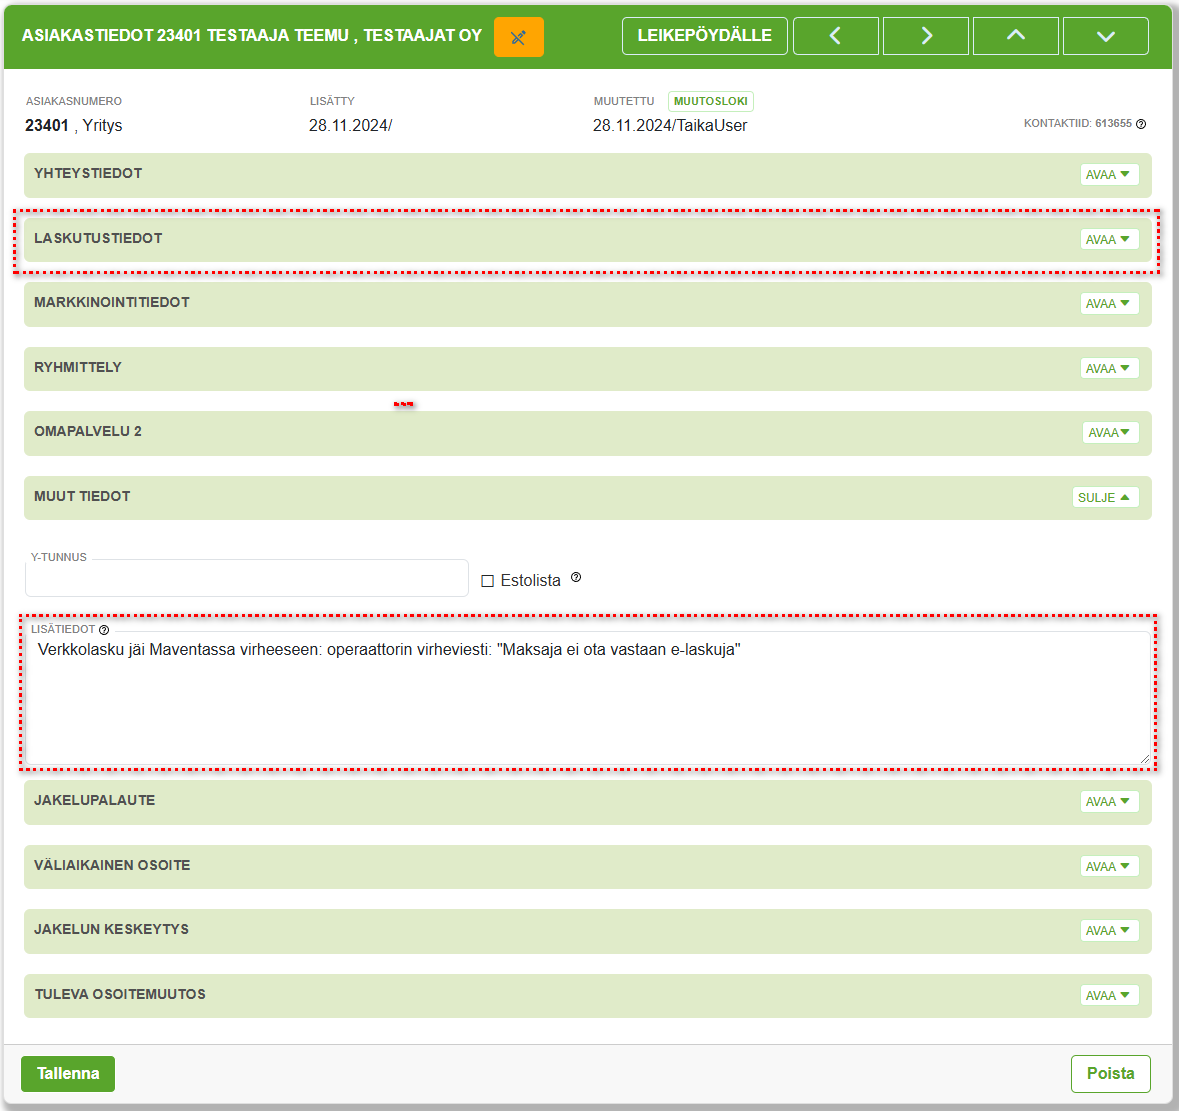 ASIAKASTIEDOT 23401 TESTAAJA TEEMU , TESTAAJAT OY
LEIKEPÖYDÄLLE
ASIAKASNUMERO
23401 , Yritys
LISÄTTY
28.11.2024/
MUUTETTU MUUTOSLOKI
28.11.2024/TaikaUser
KONTAKTIID: 613655
YHTEYSTIEDOT AVAA
LASKUTUSTIEDOT AVAA
MARKKINOINTITIEDOT AVAA
RYHMITTELY AVAA
OMAPALVELU 2 AVAA
MUUT TIEDOT SULJE
Y-TUNNUS
Estolista
LISÄTIEDOT
Verkkolasku jäi Maventassa virheeseen: operaattorin virheviesti: "Maksaja ei ota vastaan e-laskuja"
JAKELUPALAUTE AVAA
VÄLIAIKAINEN OSOITE AVAA
JAKELUN KESKEYTYS AVAA
TULEVA OSOITEMUUTOS AVAA
Tallenna Poista